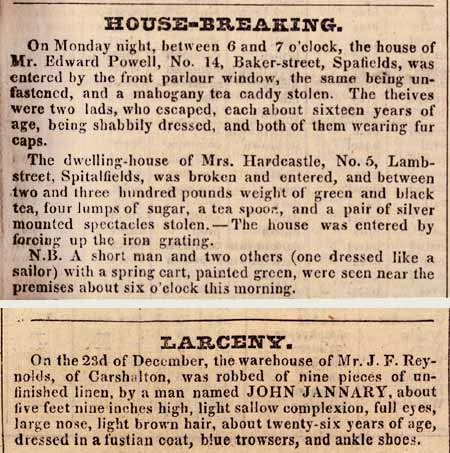 HOUSE-BREAKING.
On Monday night, between 6 and 7 o'clock, the house of
Mr. Edward Powell, No. 14, Baker-street, Spafields, was
entered by the front parlour window, the same being un-
fastened, and a mahogany tea caddy stolen. The theives
were two lads, who escaped, each about sixteen years of
age, being shabbily dressed, and both of them wearing fur
caps.
The dwelling-house of Mrs. Hardcastle, No. 5, Lamb-
street, Spitalfields, was broken and entered, and between
two and three hundred pounds weight of green and black
tea, four lumps of sugar, a tea spoon, and a pair of silver
mounted spectacles stolen.—The house was entered by
forcing up the iron grating.
N.B. A short man and two others (one dressed like a
sailor) with a spring cart, painted green, were seen near the
premises about six o'clock this morning.
LARCENY.
On the 23d of December, the warehouse of Mr. J. F. Rey-
nolds, of Carshalton, was robbed of nine pieces of un-
finished linen, by a man named JOHN JANNARY, about
five feet nine inches high, light sallow complexion, full eyes,
large nose, light brown hair, about twenty-six years of age,
dressed in a fustian coat, blue trowsers, and ankle shoes.